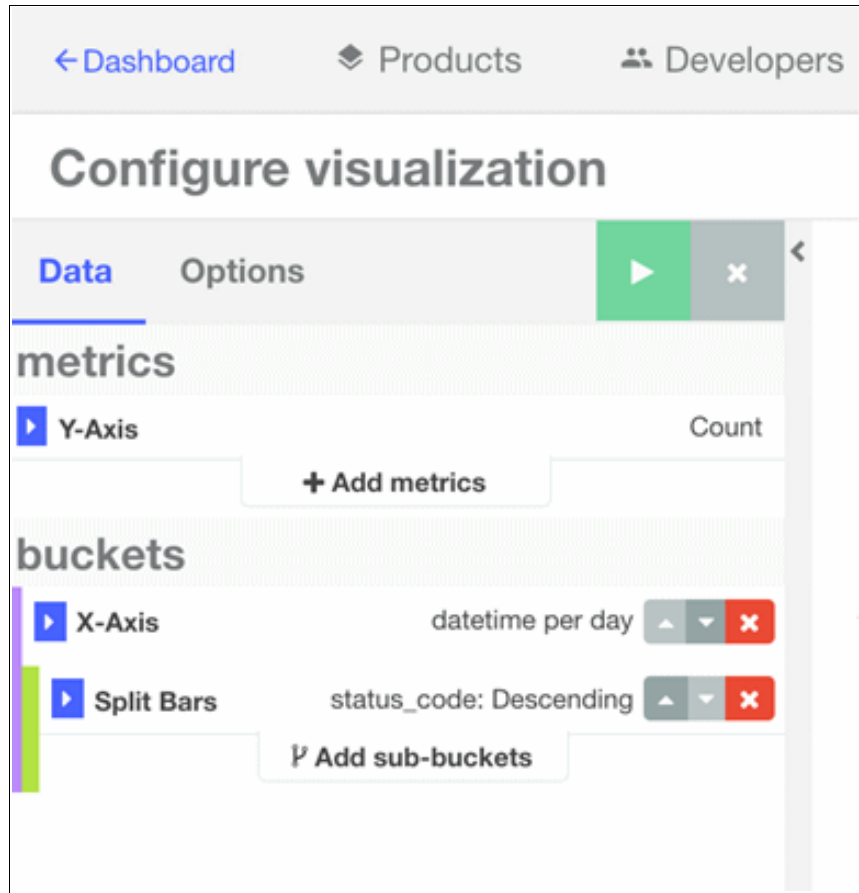 Dashboard Products Developers
Configure visualization
Data Options
metrics
Y-Axis Count
Add metrics
buckets
X-Axis datetime per day
Split Bars status_code: Descending
Add sub-buckets